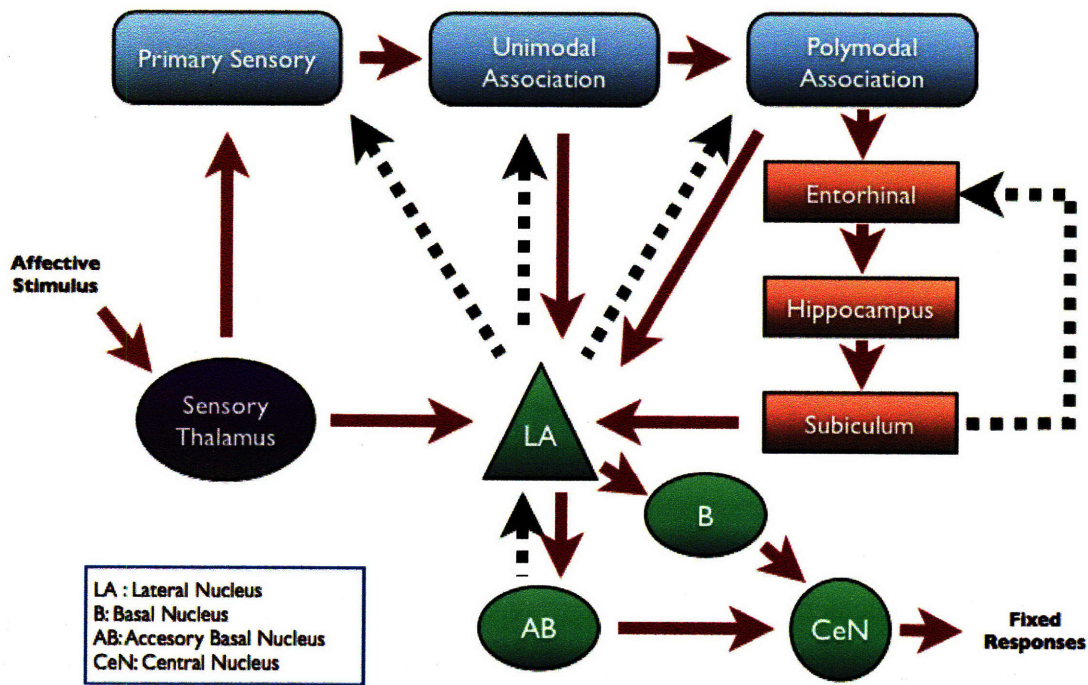 Primary Sensory
Unimodal
Association
Polymodal
Association
Entorhinal
Affective
Stimulus
Hippocampus
Sensory
Thalamus
LA
Subiculum
B
LA : Lateral Nucleus
B: Basal Nucleus
AB: Accesory Basal Nucleus
CeN: Central Nucleus
AB
CeN
Fixed
Responses